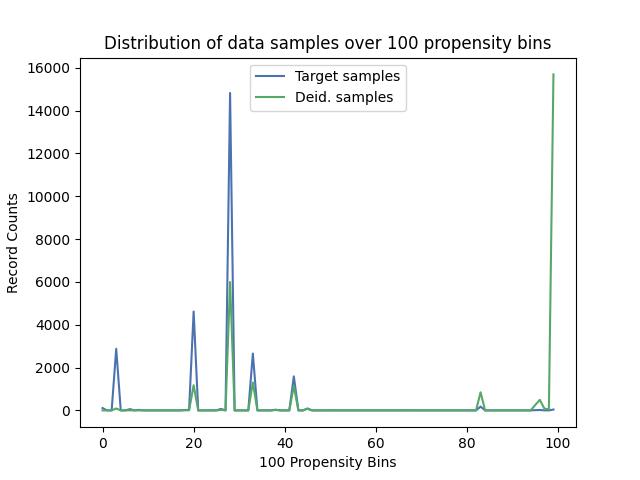 Distribution of data samples over 100 propensity bins
Target samples
Deid. samples
16000
14000
12000
10000
8000
6000
4000
2000
0
Record Counts
0 20 40 60 80 100
100 Propensity Bins